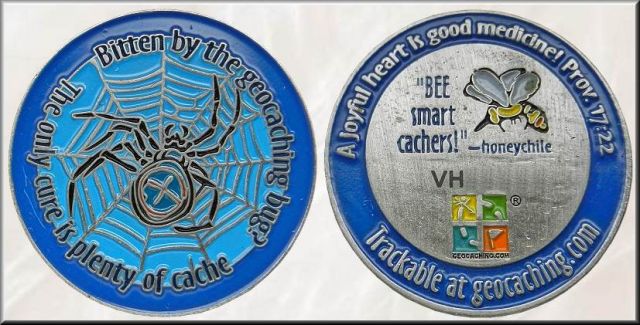 Bitten by the geocaching bug?
The only cure is plenty of cache
A Joyful heart is good medicine! Prov. 17:22
"BEE
smart
cachers!" —honeychile
VH
®
GEOCACHING.COM
Trackable at geocaching.com